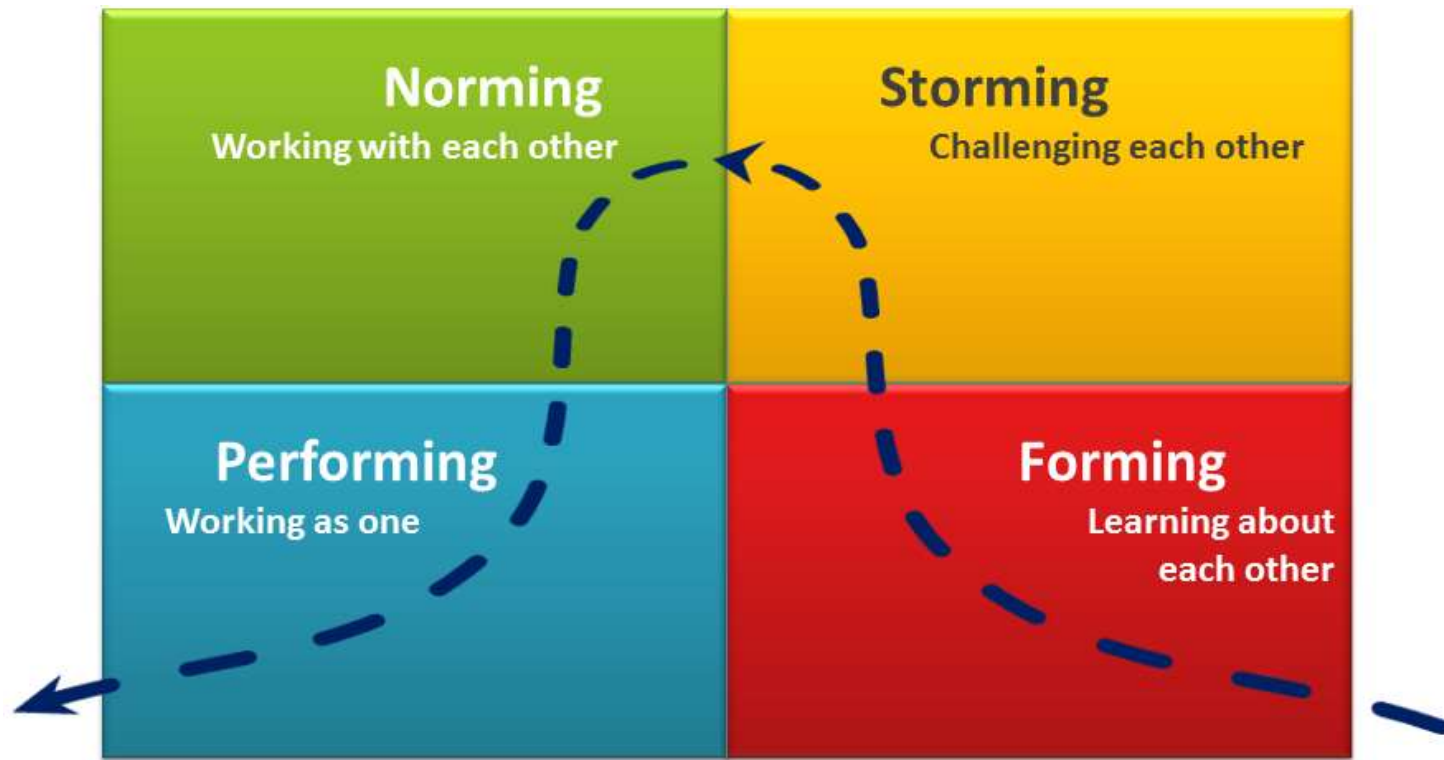 Norming
Working with each other
Storming
Challenging each other
Performing
Working as one
Forming
Learning about
each other